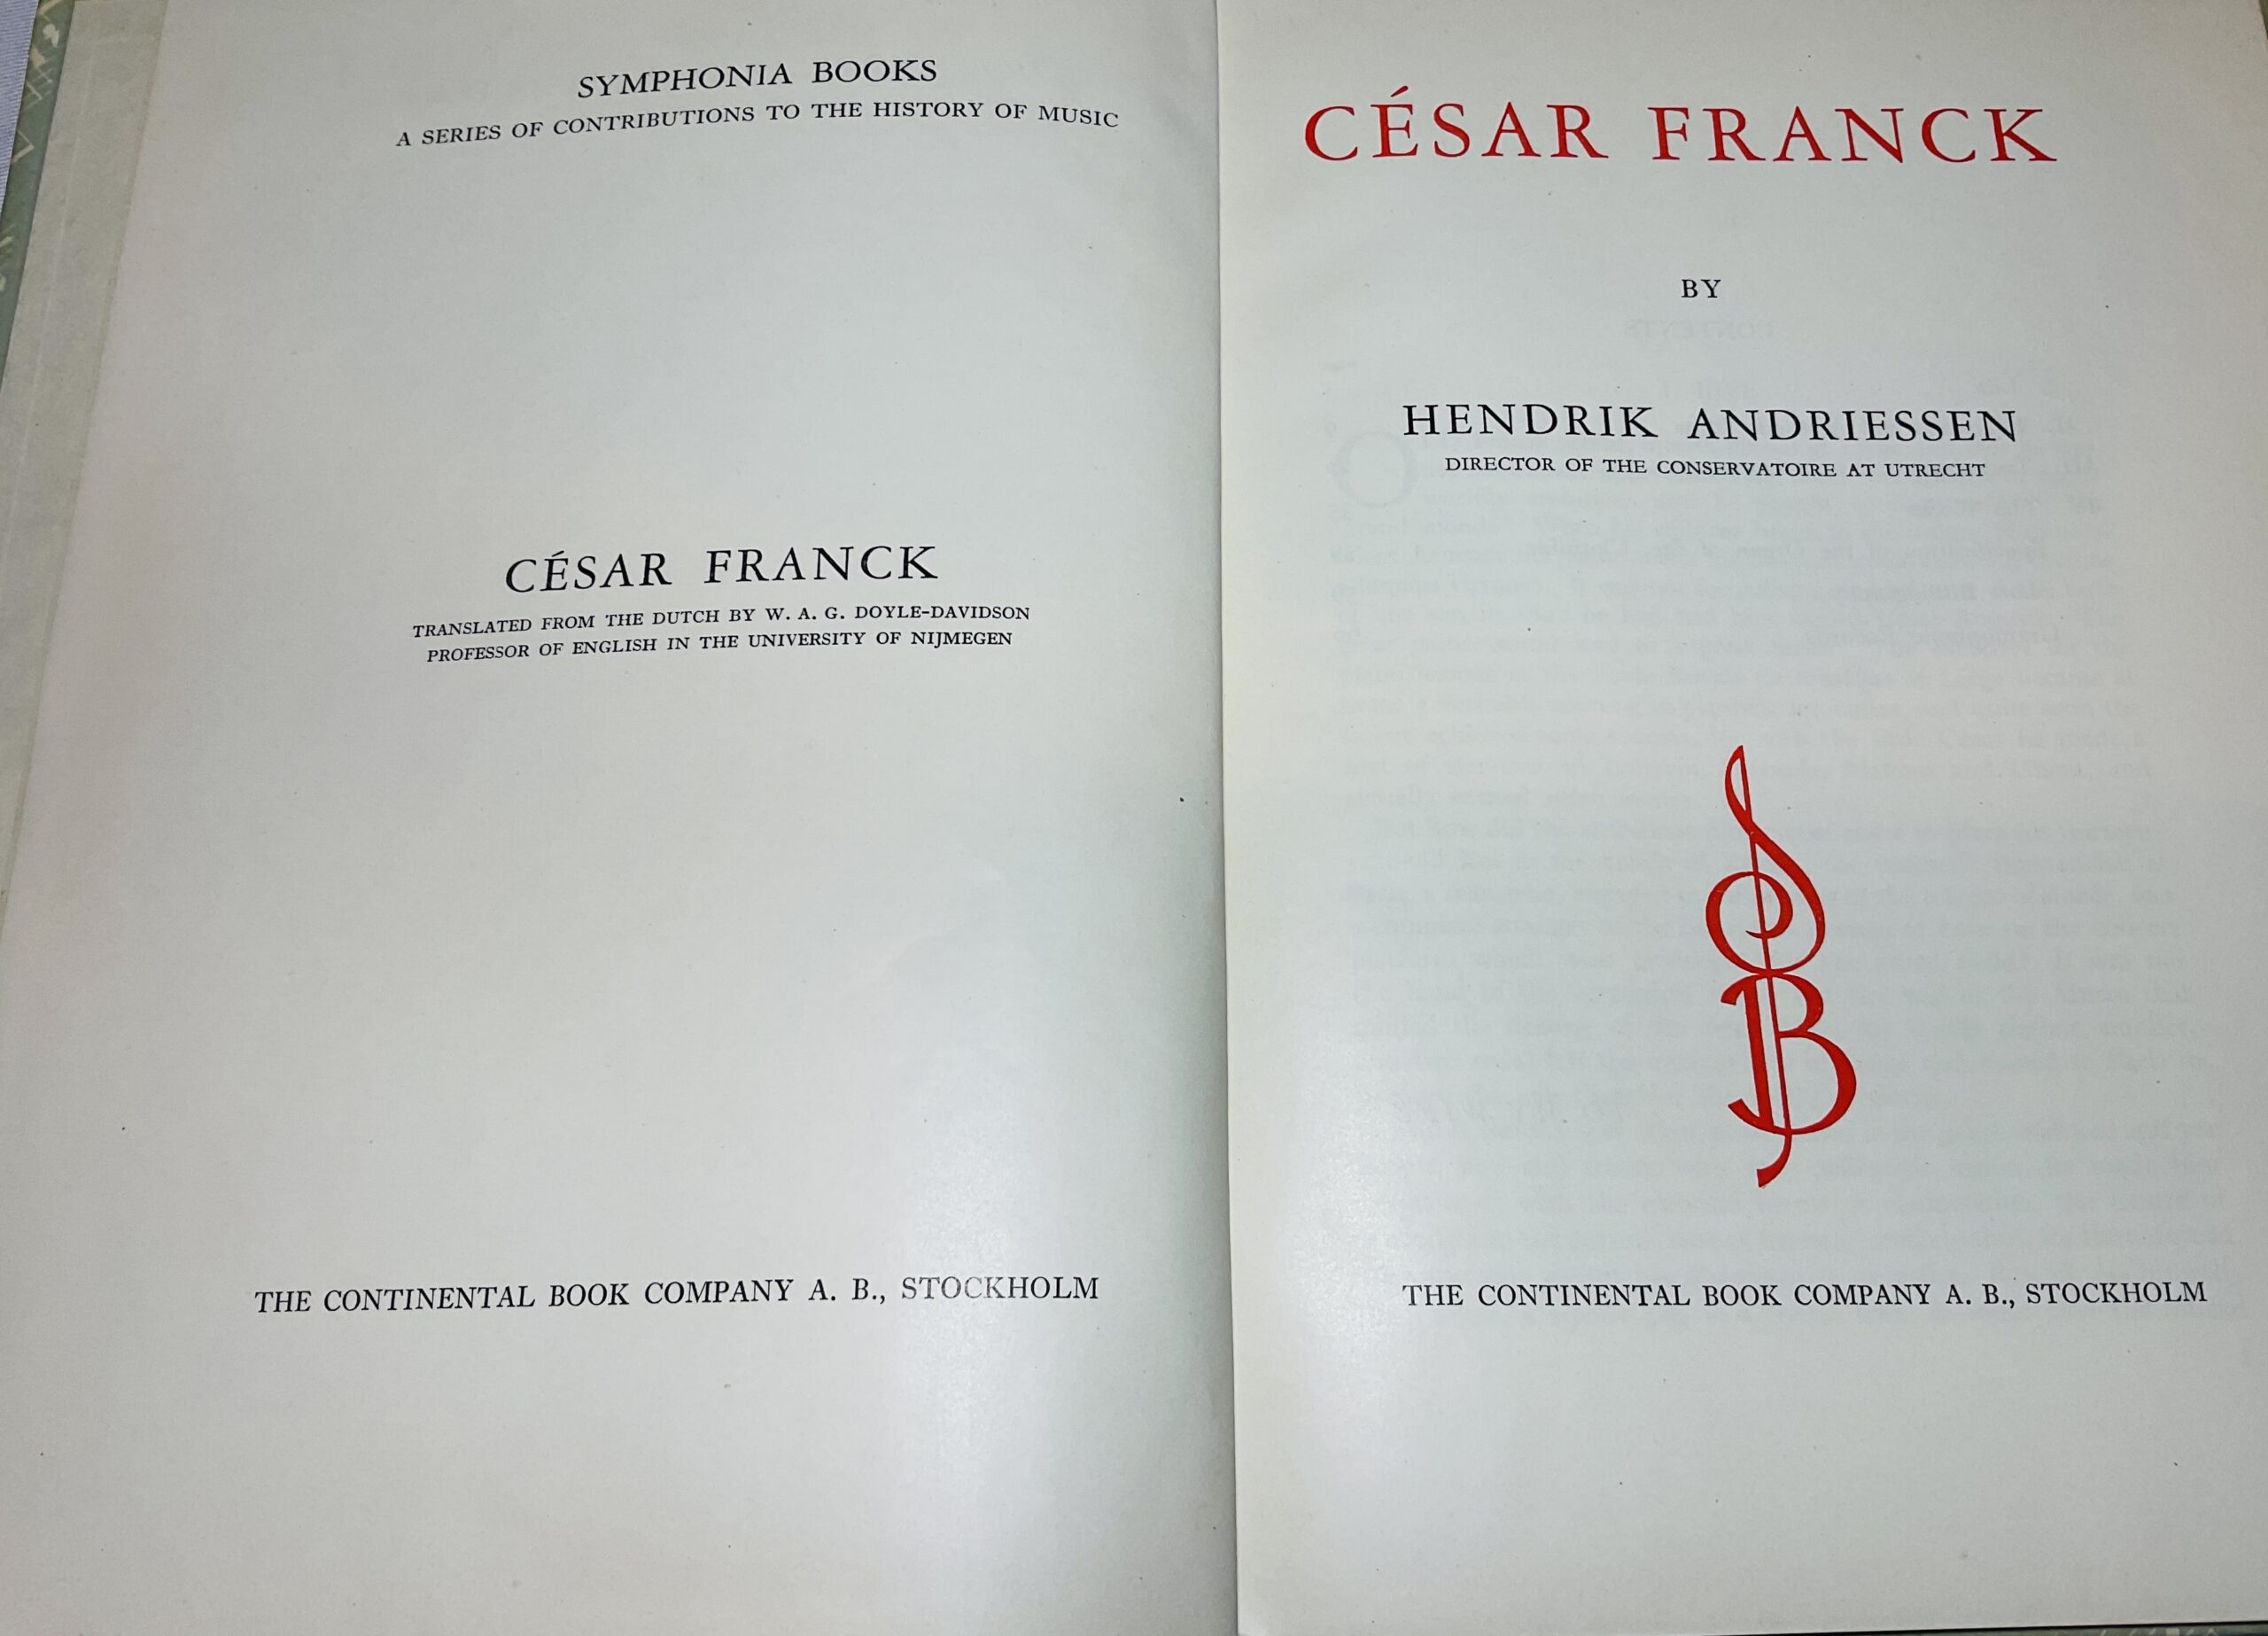 SYMPHONIA BOOKS
A SERIES OF CONTRIBUTIONS TO THE HISTORY OF MUSIC
CÉSAR FRANCK
TRANSLATED FROM THE DUTCH BY W. A. G. DOYLE-DAVIDSON
PROFESSOR OF ENGLISH IN THE UNIVERSITY OF NIJMEGEN
THE CONTINENTAL BOOK COMPANY A. B., STOCKHOLM
CÉSAR FRANCK
BY
HENDRIK ANDRIESSEN
DIRECTOR OF THE CONSERVATOIRE AT UTRECHT
SB
THE CONTINENTAL BOOK COMPANY A. B., STOCKHOLM